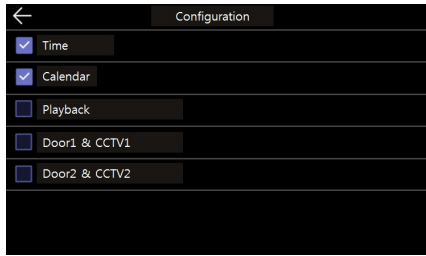 Configuration
Time
Calendar
Playback
Door1 & CCTV1
Door2 & CCTV2